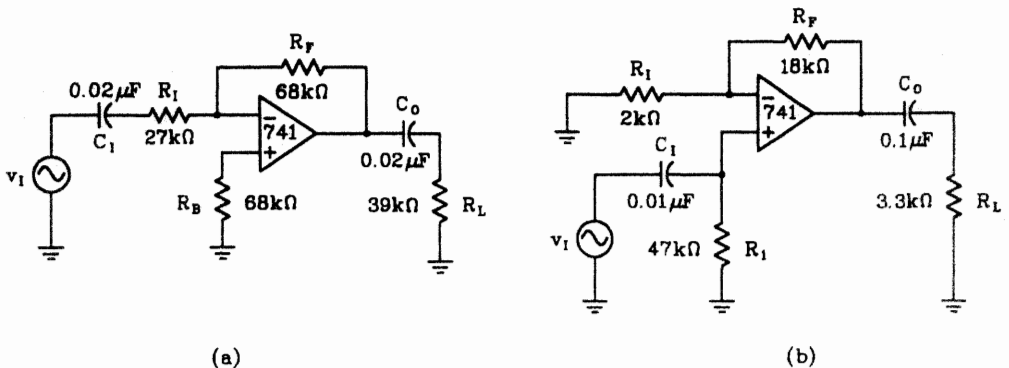 R_F
68kΩ
0.02μF
R_I
C_I
27kΩ
−
741
+
C_O
0.02μF
v_I
R_B
68kΩ
39kΩ
R_L
(a)
R_F
18kΩ
R_I
2kΩ
−
741
+
C_O
0.1μF
C_I
0.01μF
3.3kΩ
R_L
v_I
47kΩ
R_1
(b)